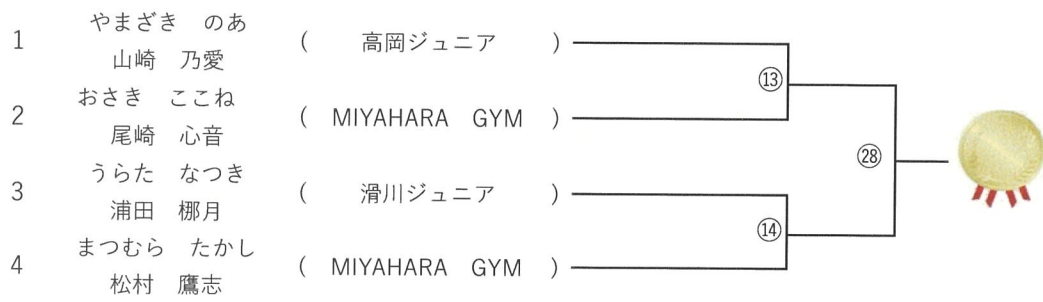 やまざき　のあ
1　山崎　乃愛　(　高岡ジュニア　)
⑬
おさき　ここね
2　尾崎　心音　(　MIYAHARA　GYM　)
㉘
うらた　なつき
3　浦田　梛月　(　滑川ジュニア　)
⑭
まつむら　たかし
4　松村　鷹志　(　MIYAHARA　GYM　)